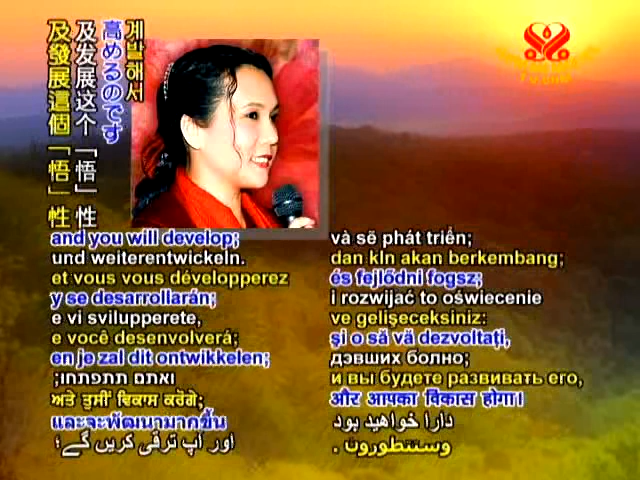 계발해서
高めるのです
及发展这个「悟」性
及發展這個「悟」性
and you will develop;
und weiterentwickeln.
et vous vous développerez
y se desarrollarán;
e vi svilupperete,
e você desenvolverá;
en je zal dit ontwikkelen;
ואתם תתפתחו;
ਅਤੇ ਤੁਸੀਂ ਵਿਕਾਸ ਕਰੋਗੇ;
และจะพัฒนามากขึ้น
اور آپ ترقی کریں گے؛
và sẽ phát triển;
dan kln akan berkembang;
és fejlődni fogsz;
i rozwijać to oświecenie
ve gelişeceksiniz:
şi o să vă dezvoltaţi,
дэвших болно;
и вы будете развивать его,
और आपका विकास होगा।
دارا خواهید بود
وستتطورون .